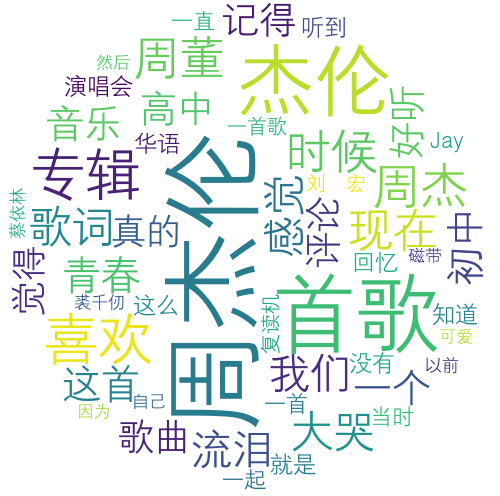 一直
记得
听到
周董
杰伦
然后
演唱会
高中
音乐
华语
一首歌
好听
Jay
时候
专辑
周杰伦
感觉
刘 宏
周杰
蔡依林
歌词
真的
评论
现在
初中
觉得
青春
回忆
磁带
裘千仞
这么
复读机
首歌
知道
喜欢
可爱
这首
我们
没有
以前
一个
因为
自己
一首
当时
歌曲
流泪
大哭
就是
一起